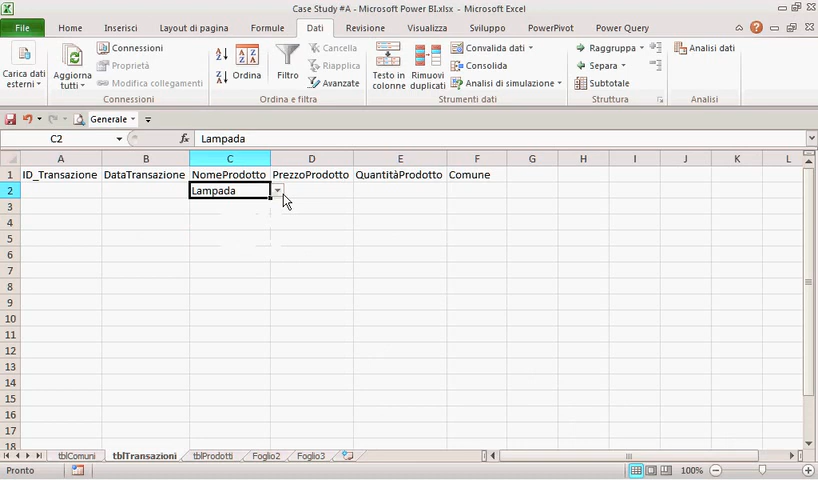 Case Study #A - Microsoft Power BI.xlsx - Microsoft Excel
File Home Inserisci Layout di pagina Formule Dati Revisione Visualizza Sviluppo PowerPivot Power Query
Carica dati esterni
Aggiorna tutti
Connessioni
Proprietà
Modifica collegamenti
Connessioni
Ordina
Filtro
Cancella
Riapplica
Avanzate
Ordina e filtra
Testo in colonne
Rimuovi duplicati
Convalida dati
Consolida
Analisi di simulazione
Strumenti dati
Raggruppa
Separa
Subtotale
Struttura
Analisi dati
Analisi
Generale
C2 fx Lampada
A B C D E F G H I J K L
1 ID_Transazione DataTransazione NomeProdotto PrezzoProdotto QuantitàProdotto Comune
2 Lampada
3
4
5
6
7
8
9
10
11
12
13
14
15
16
17
18
tblComuni tblTransazioni tblProdotti Foglio2 Foglio3
Pronto 100%